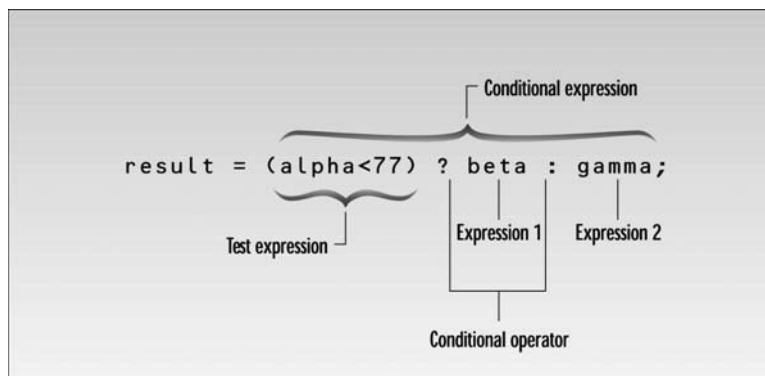 Conditional expression
result = (alpha<77) ? beta : gamma;
Test expression
Expression 1
Expression 2
Conditional operator